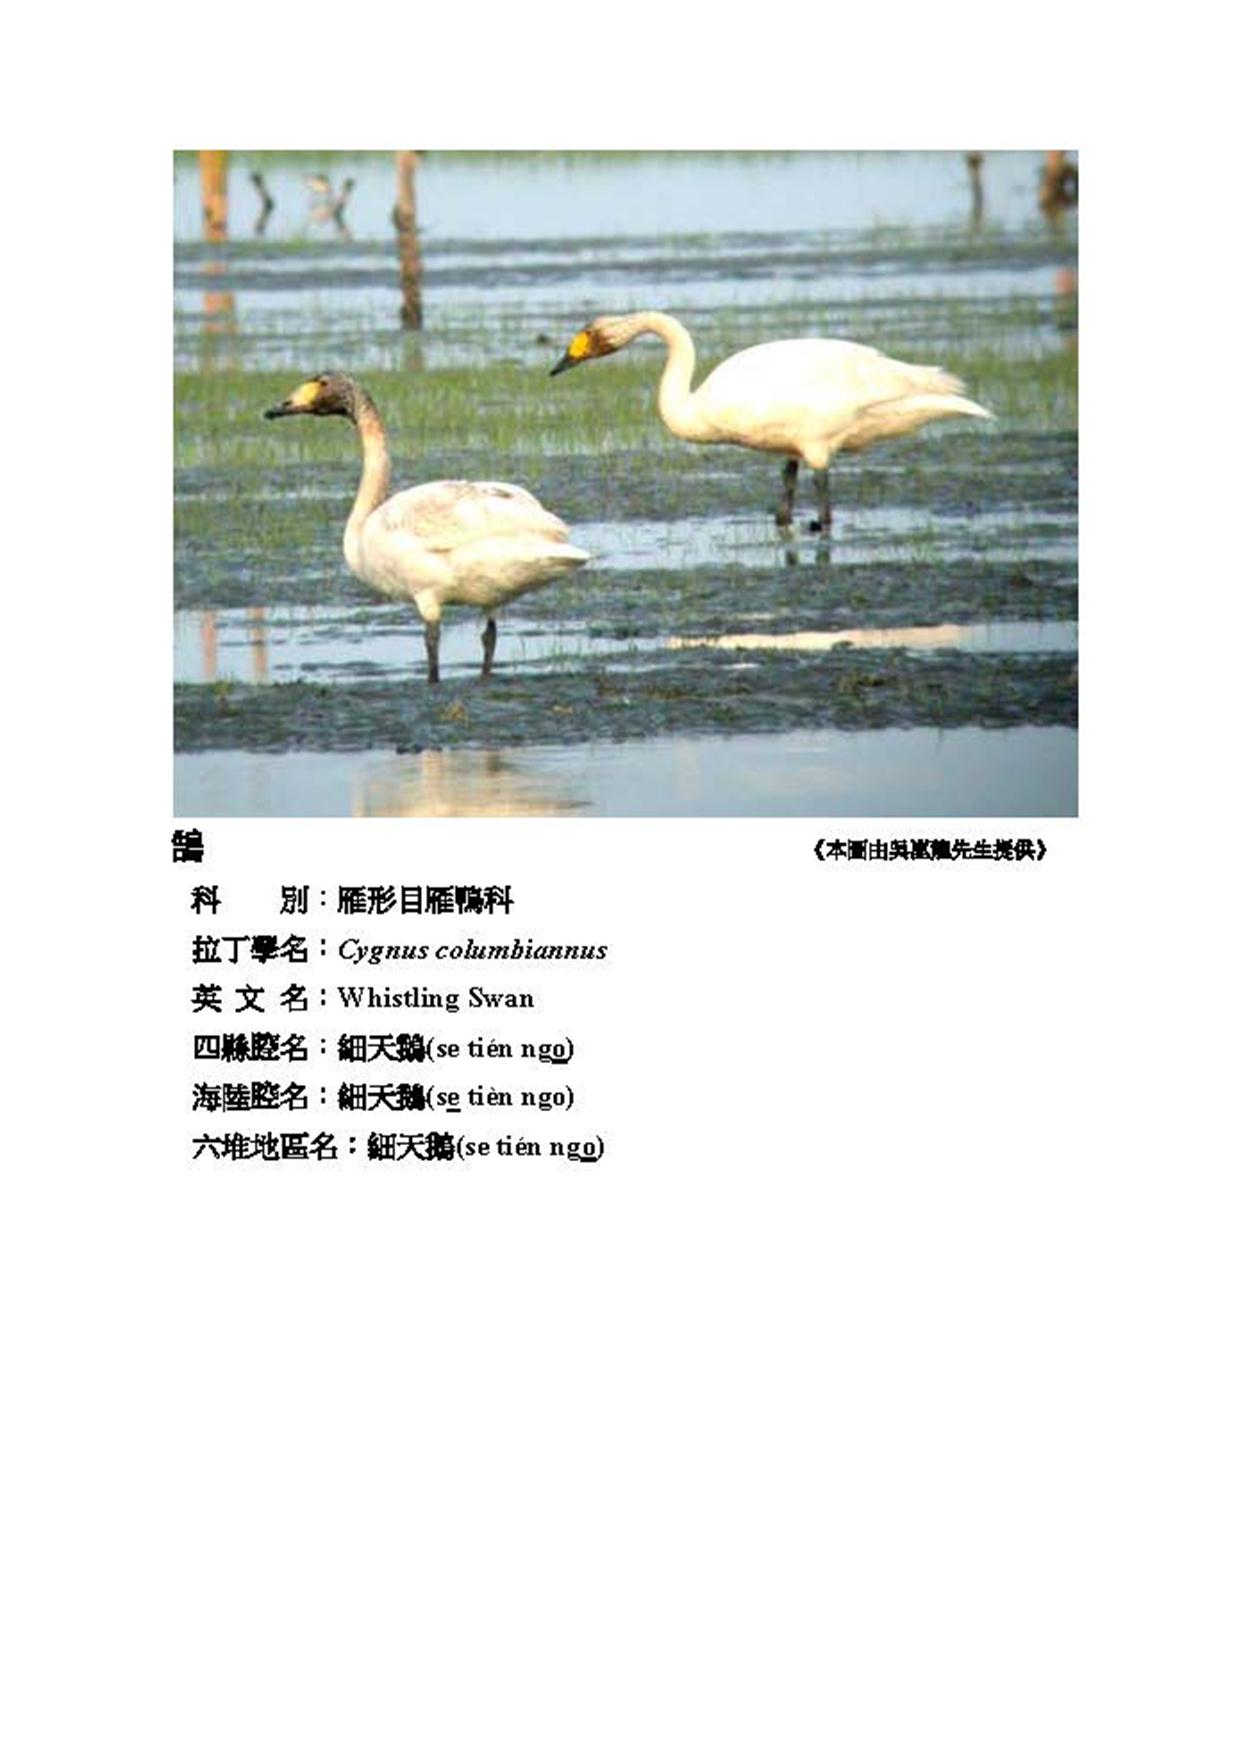 鵠
《本圖由吳崑龍先生提供》
科　　別：雁形目雁鴨科
拉丁學名：Cygnus columbiannus
英 文 名：Whistling Swan
四縣腔名：細天鵝(se tién ngo)
海陸腔名：細天鵝(se tièn ngo)
六堆地區名：細天鵝(se tién ngo)